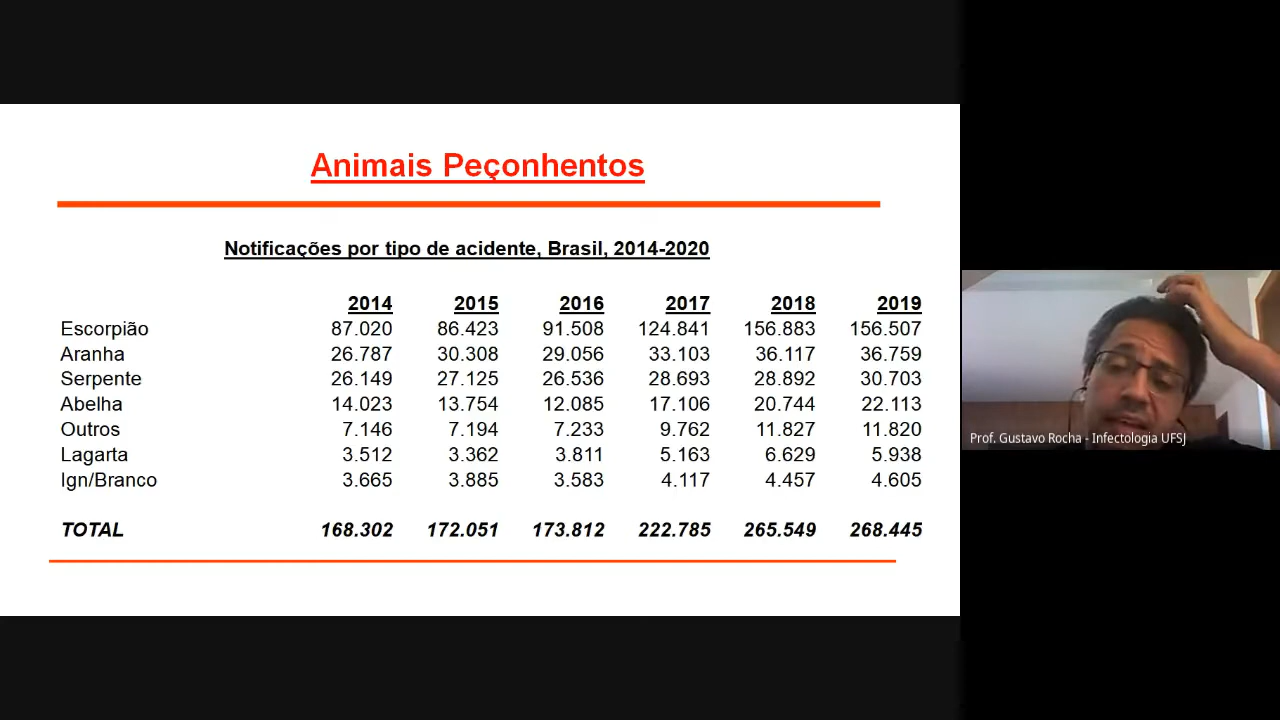 Animais Peçonhentos
Notificações por tipo de acidente, Brasil, 2014-2020
2014 2015 2016 2017 2018 2019
Escorpião 87.020 86.423 91.508 124.841 156.883 156.507
Aranha 26.787 30.308 29.056 33.103 36.117 36.759
Serpente 26.149 27.125 26.536 28.693 28.892 30.703
Abelha 14.023 13.754 12.085 17.106 20.744 22.113
Outros 7.146 7.194 7.233 9.762 11.827 11.820
Lagarta 3.512 3.362 3.811 5.163 6.629 5.938
Ign/Branco 3.665 3.885 3.583 4.117 4.457 4.605
TOTAL 168.302 172.051 173.812 222.785 265.549 268.445
Prof. Gustavo Rocha - Infectologia UFSJ